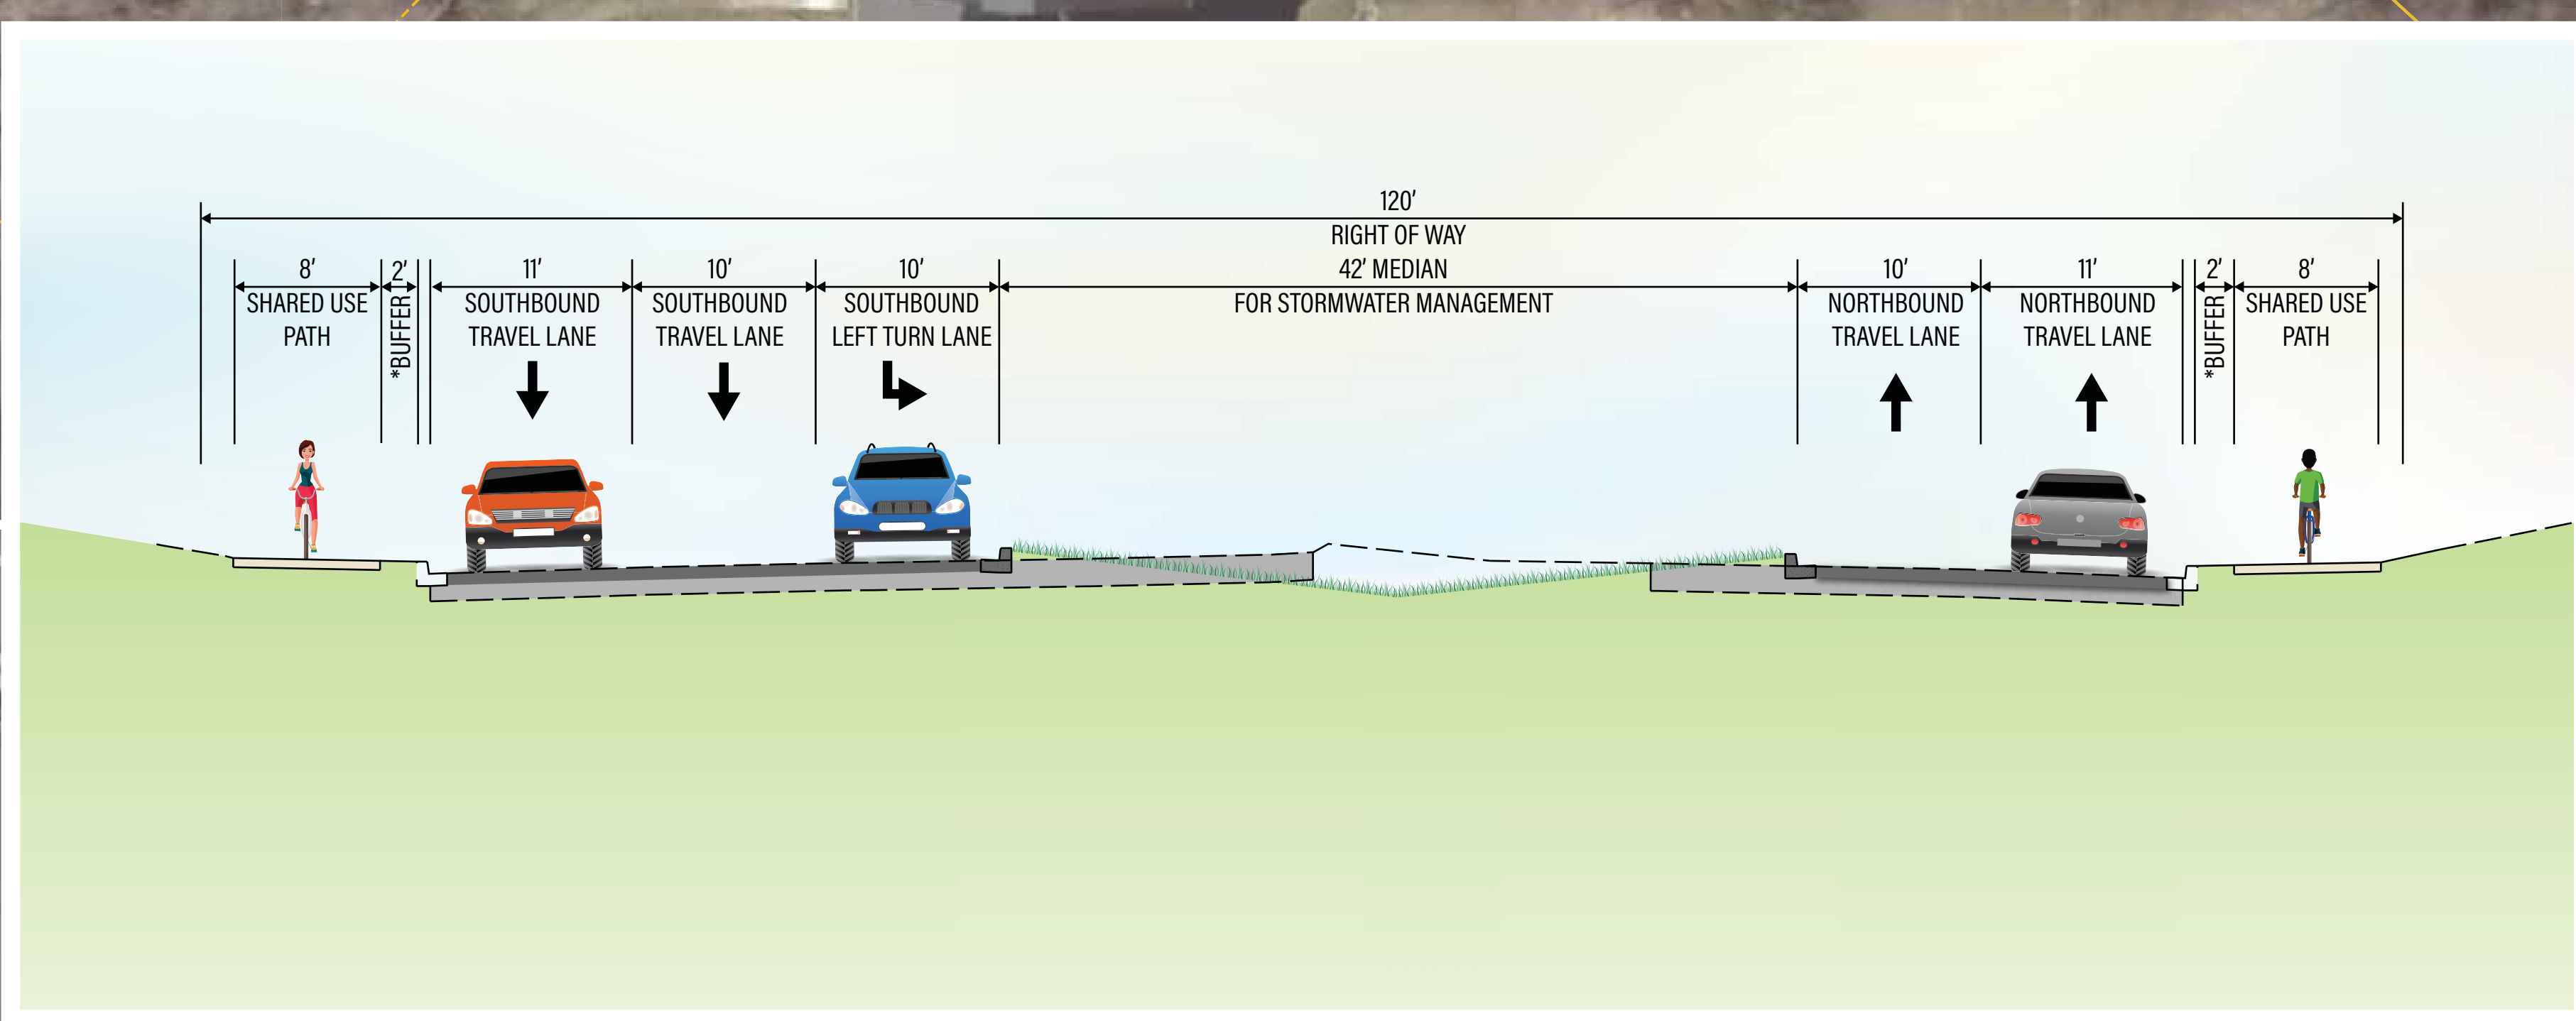 120’
RIGHT OF WAY
8’
SHARED USE
PATH
2’
*BUFFER
11’
SOUTHBOUND
TRAVEL LANE
10’
SOUTHBOUND
TRAVEL LANE
10’
SOUTHBOUND
LEFT TURN LANE
42’ MEDIAN
FOR STORMWATER MANAGEMENT
10’
NORTHBOUND
TRAVEL LANE
11’
NORTHBOUND
TRAVEL LANE
2’
*BUFFER
8’
SHARED USE
PATH